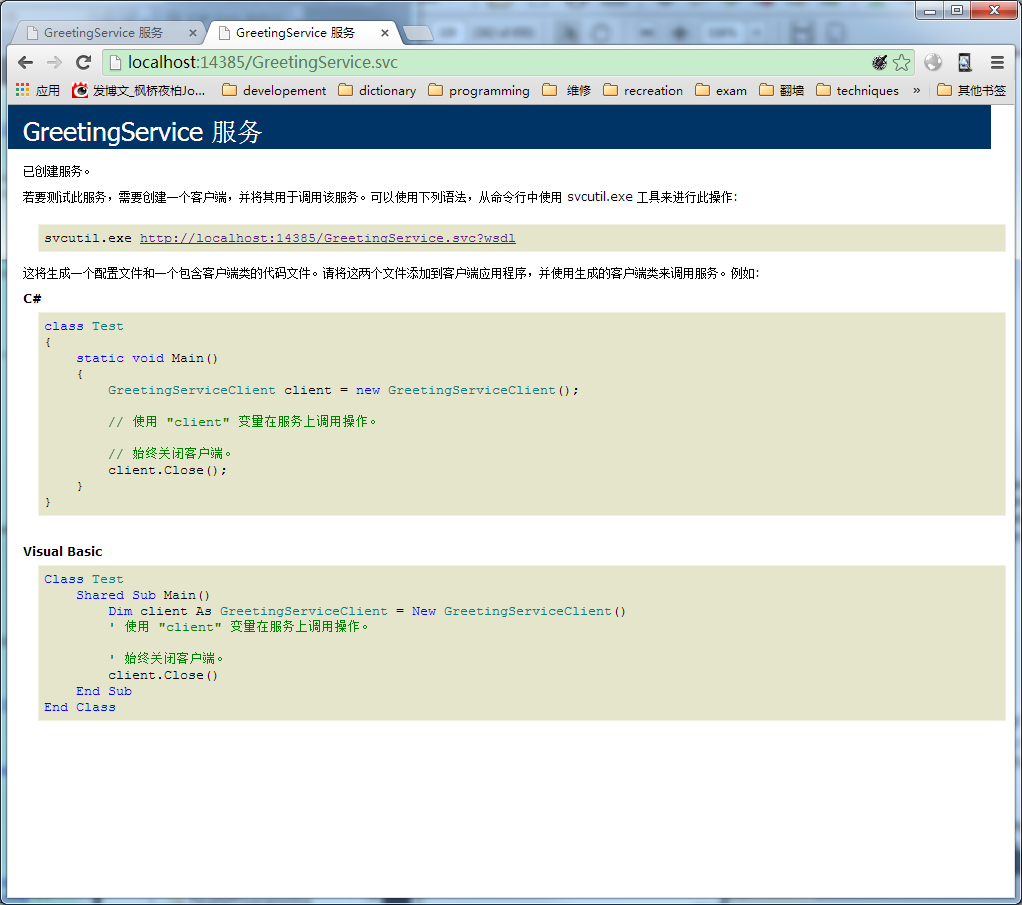 GreetingService 服务
GreetingService 服务
localhost:14385/GreetingService.svc
应用 发博文_枫桥夜柏Jo... developement dictionary programming 维修 recreation exam 翻墙 techniques » 其他书签
GreetingService 服务
已创建服务。
若要测试此服务，需要创建一个客户端，并将其用于调用该服务。可以使用下列语法，从命令行中使用 svcutil.exe 工具来进行此操作:
svcutil.exe http://localhost:14385/GreetingService.svc?wsdl
这将生成一个配置文件和一个包含客户端类的代码文件。请将这两个文件添加到客户端应用程序，并使用生成的客户端类来调用服务。例如:
C#
class Test
{
    static void Main()
    {
        GreetingServiceClient client = new GreetingServiceClient();
        // 使用 "client" 变量在服务上调用操作。
        // 始终关闭客户端。
        client.Close();
    }
}
Visual Basic
Class Test
    Shared Sub Main()
        Dim client As GreetingServiceClient = New GreetingServiceClient()
        ' 使用 "client" 变量在服务上调用操作。
        ' 始终关闭客户端。
        client.Close()
    End Sub
End Class